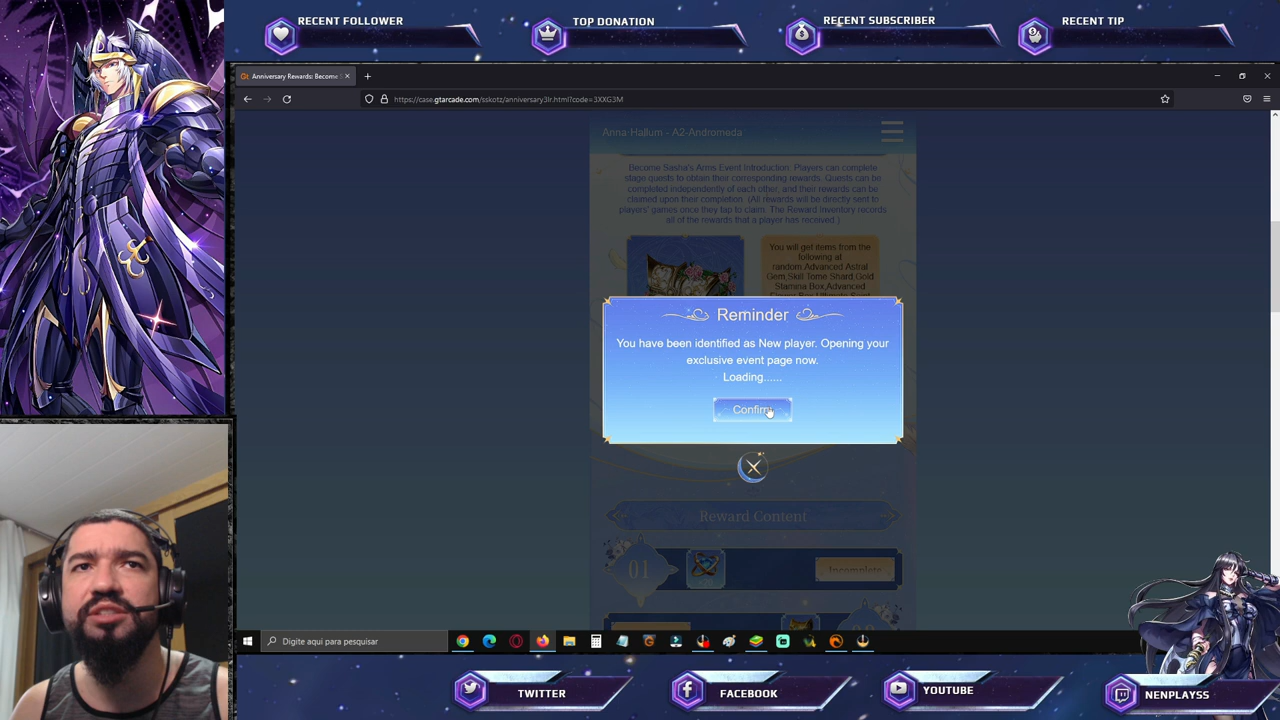 RECENT FOLLOWER
TOP DONATION
RECENT SUBSCRIBER
RECENT TIP
Gt Anniversary Rewards: Become
https://case.gtarcade.com/sskotz/anniversary3lr.html?code=3XXG3M
Anna Hallum - A2-Andromeda
Become Sasha's Arms Event Introduction: Players can complete
stage quests to obtain their corresponding rewards. Quests can be
completed independently of each other, and their rewards can be
claimed upon their completion. (All rewards will be directly sent to
players' games once they tap to claim. The Reward Inventory records
all of the rewards that a player has received.)
You will get items from the
following at
random,Advanced Astral
Gem,Skill Tome Shard,Gold
Stamina Box,Advanced
Reminder
You have been identified as New player. Opening your
exclusive event page now.
Loading......
Confirm
Reward Content
01
Incomplete
Digite aqui para pesquisar
TWITTER
FACEBOOK
YOUTUBE
NENPLAYSS